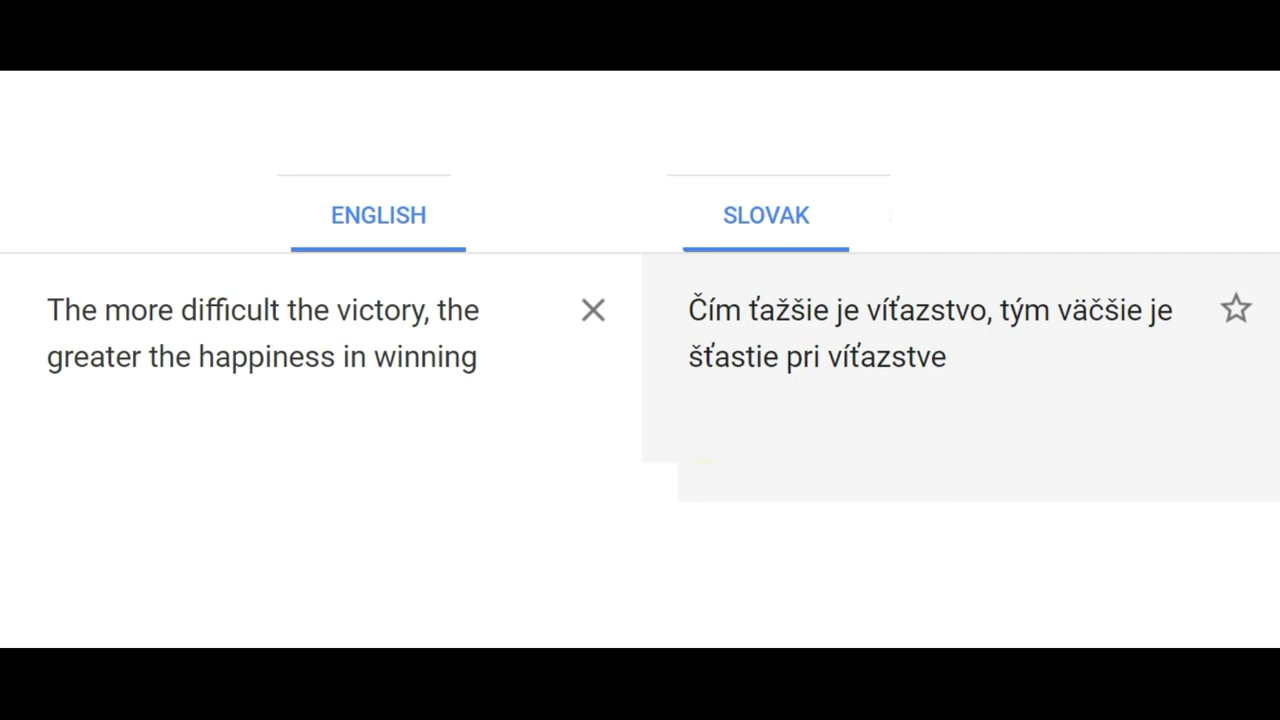 ENGLISH
SLOVAK
The more difficult the victory, the
greater the happiness in winning
Čím ťažšie je víťazstvo, tým väčšie je
šťastie pri víťazstve